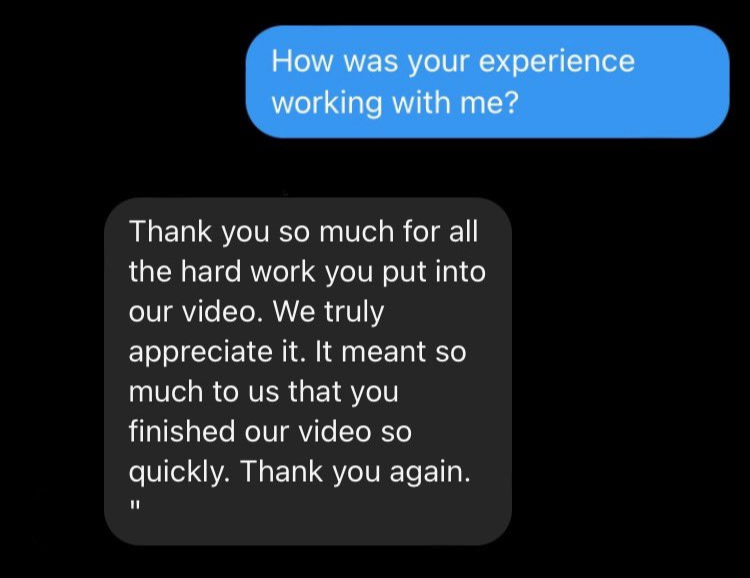 How was your experience
working with me?
Thank you so much for all
the hard work you put into
our video. We truly
appreciate it. It meant so
much to us that you
finished our video so
quickly. Thank you again.
"